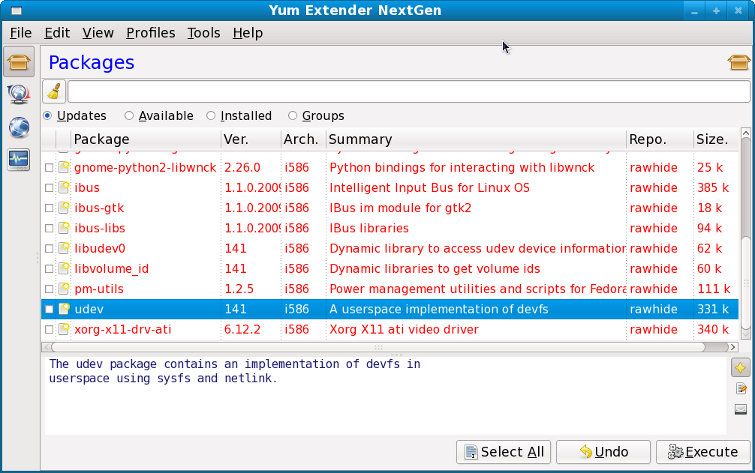 Yum Extender NextGen
File Edit View Profiles Tools Help
Packages
Updates Available Installed Groups
Package Ver. Arch. Summary Repo. Size.
gnome-python2-libwnck 2.26.0 i586 Python bindings for interacting with libwnck rawhide 25 k
ibus 1.1.0.2009 i586 Intelligent Input Bus for Linux OS rawhide 385 k
ibus-gtk 1.1.0.2009 i586 IBus im module for gtk2 rawhide 18 k
ibus-libs 1.1.0.2009 i586 IBus libraries rawhide 94 k
libudev0 141 i586 Dynamic library to access udev device information rawhide 62 k
libvolume_id 141 i586 Dynamic libraries to get volume ids rawhide 60 k
pm-utils 1.2.5 i586 Power management utilities and scripts for Fedora rawhide 111 k
udev 141 i586 A userspace implementation of devfs rawhide 331 k
xorg-x11-drv-ati 6.12.2 i586 Xorg X11 ati video driver rawhide 340 k
The udev package contains an implementation of devfs in
userspace using sysfs and netlink.
Select All Undo Execute